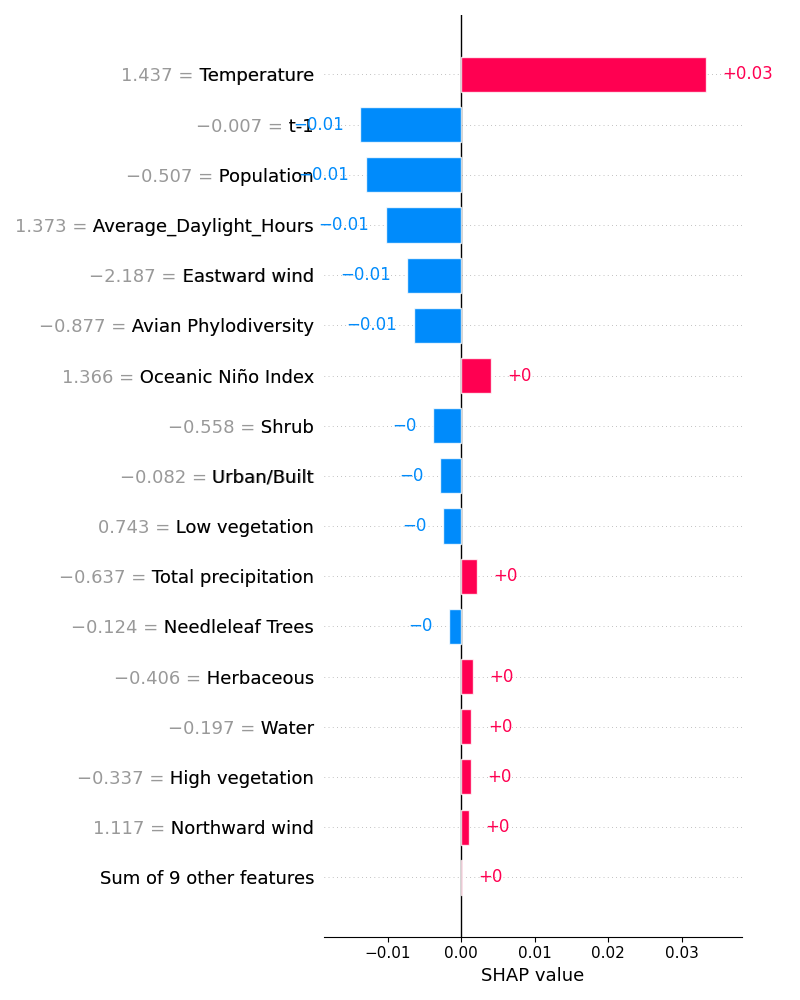 1.437 = Temperature +0.03
−0.007 = t-1 −0.01
−0.507 = Population −0.01
1.373 = Average_Daylight_Hours −0.01
−2.187 = Eastward wind −0.01
−0.877 = Avian Phylodiversity −0.01
1.366 = Oceanic Niño Index +0
−0.558 = Shrub −0
−0.082 = Urban/Built −0
0.743 = Low vegetation −0
−0.637 = Total precipitation +0
−0.124 = Needleleaf Trees −0
−0.406 = Herbaceous +0
−0.197 = Water +0
−0.337 = High vegetation +0
1.117 = Northward wind +0
Sum of 9 other features +0
−0.01 0.00 0.01 0.02 0.03
SHAP value